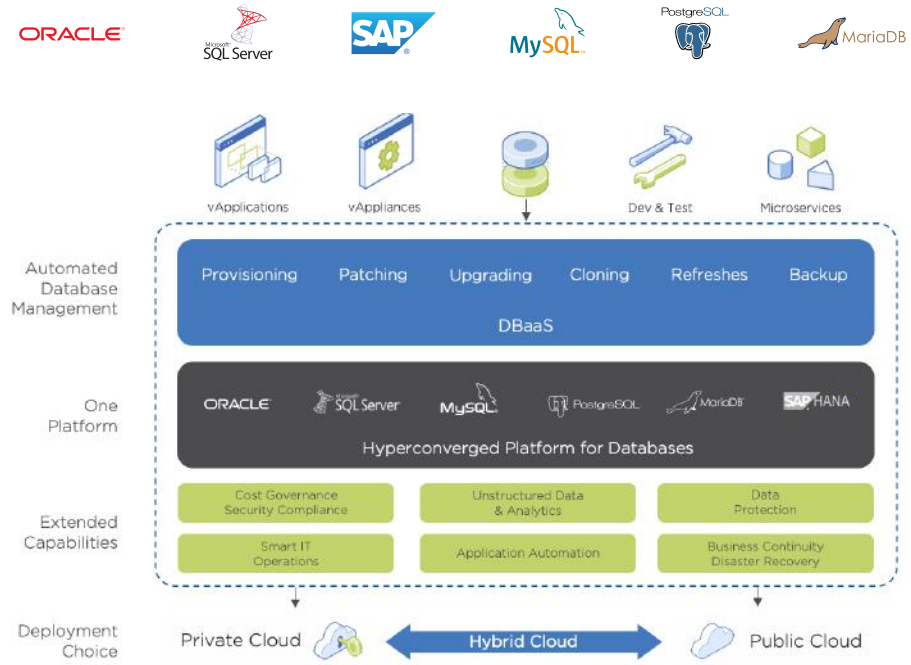 ORACLE
Microsoft
SQL Server
SAP
MySQL
PostgreSQL
MariaDB
vApplications
vAppliances
Dev & Test
Microservices
Automated
Database
Management
Provisioning
Patching
Upgrading
Cloning
Refreshes
Backup
DBaaS
One
Platform
ORACLE
Microsoft
SQL Server
MySQL
PostgreSQL
MariaDB
SAP HANA
Hyperconverged Platform for Databases
Extended
Capabilities
Cost Governance
Security Compliance
Unstructured Data
& Analytics
Data
Protection
Smart IT
Operations
Application Automation
Business Continuity
Disaster Recovery
Deployment
Choice
Private Cloud
Hybrid Cloud
Public Cloud